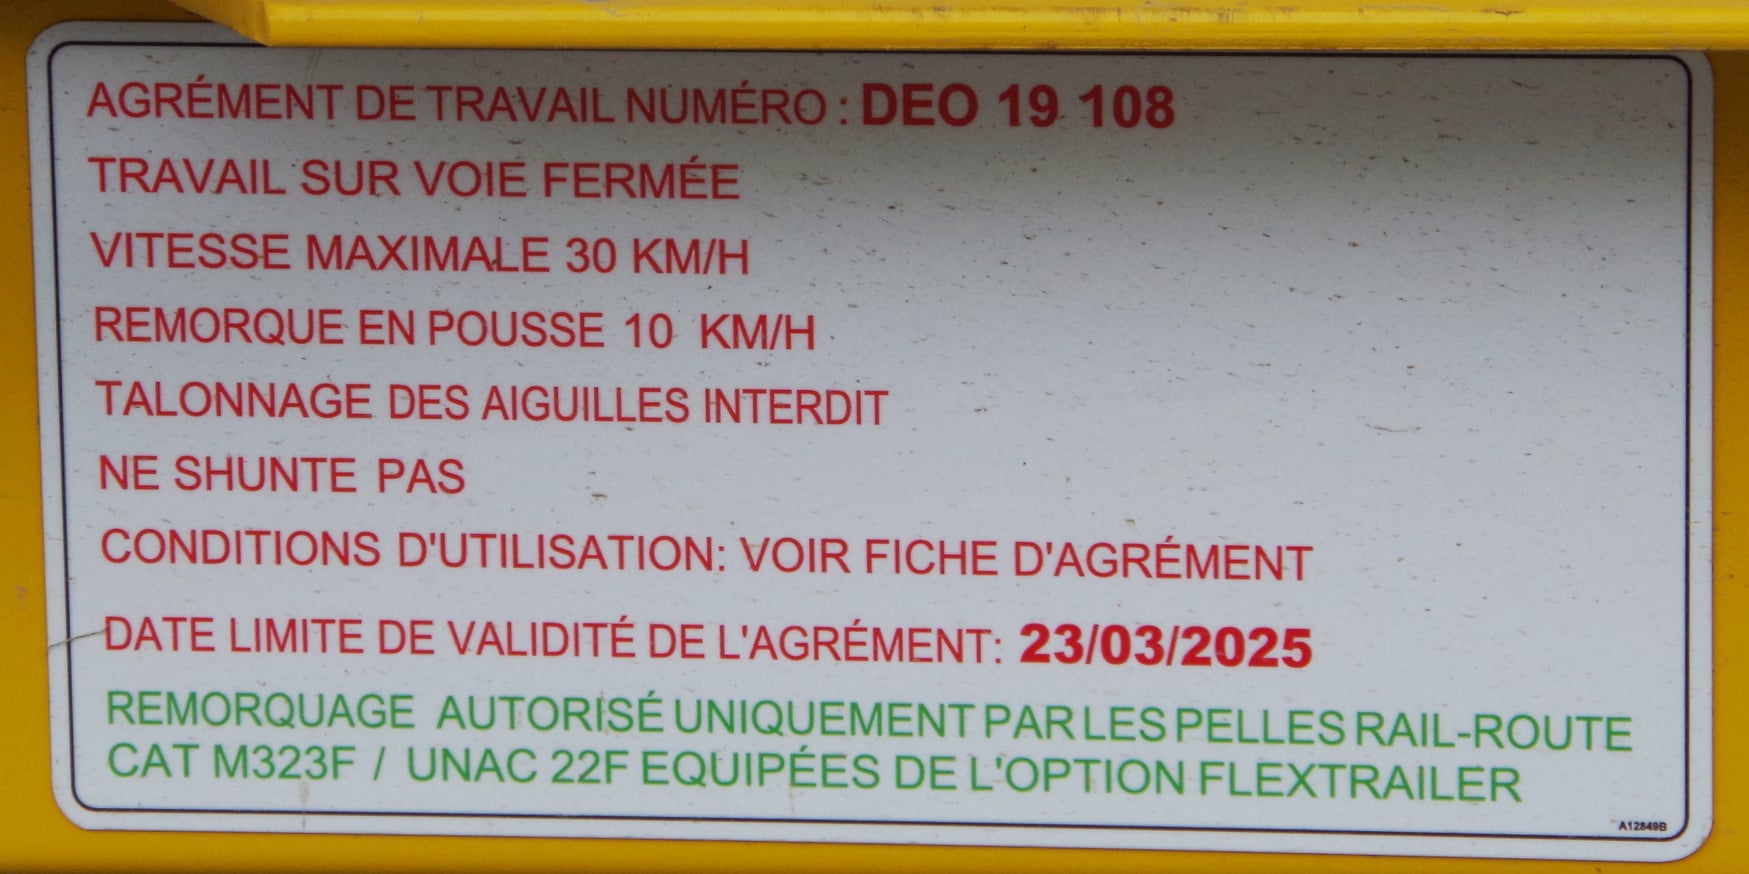 AGRÉMENT DE TRAVAIL NUMÉRO : DEO 19 108
TRAVAIL SUR VOIE FERMÉE
VITESSE MAXIMALE 30 KM/H
REMORQUE EN POUSSE 10 KM/H
TALONNAGE DES AIGUILLES INTERDIT
NE SHUNTE PAS
CONDITIONS D'UTILISATION: VOIR FICHE D'AGRÉMENT
DATE LIMITE DE VALIDITÉ DE L'AGRÉMENT: 23/03/2025
REMORQUAGE AUTORISÉ UNIQUEMENT PAR LES PELLES RAIL-ROUTE
CAT M323F / UNAC 22F EQUIPÉES DE L'OPTION FLEXTRAILER
A12849B